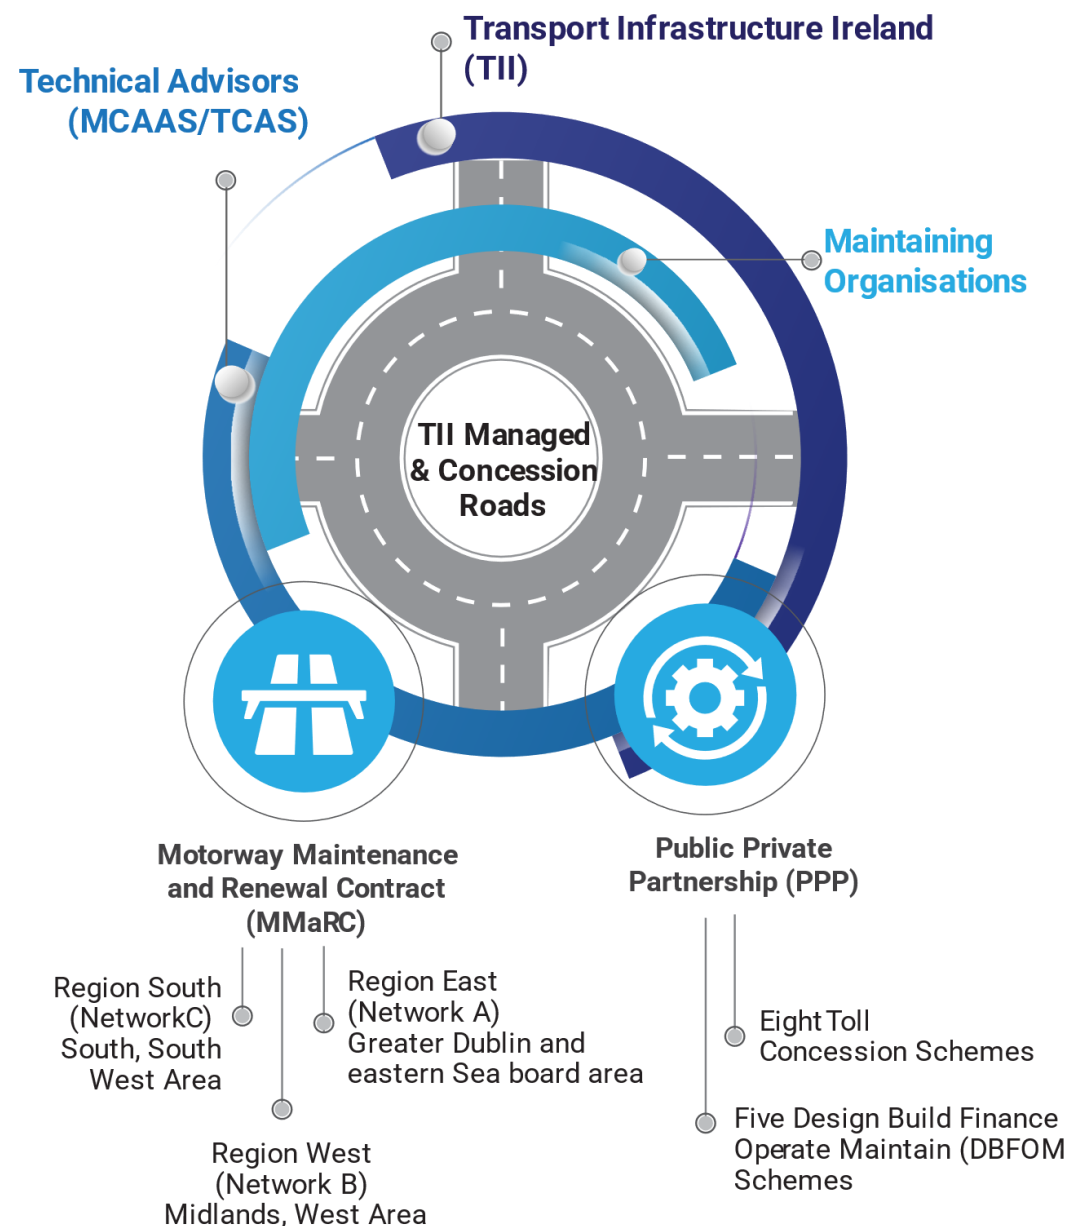 Transport Infrastructure Ireland
(TII)
Technical Advisors
(MCAAS/TCAS)
Maintaining
Organisations
TII Managed
& Concession
Roads
Motorway Maintenance
and Renewal Contract
(MMaRC)
Public Private
Partnership (PPP)
Region South
(NetworkC)
South, South
West Area
Region East
(Network A)
Greater Dublin and
eastern Sea board area
Region West
(Network B)
Midlands, West Area
Eight Toll
Concession Schemes
Five Design Build Finance
Operate Maintain (DBFOM
Schemes